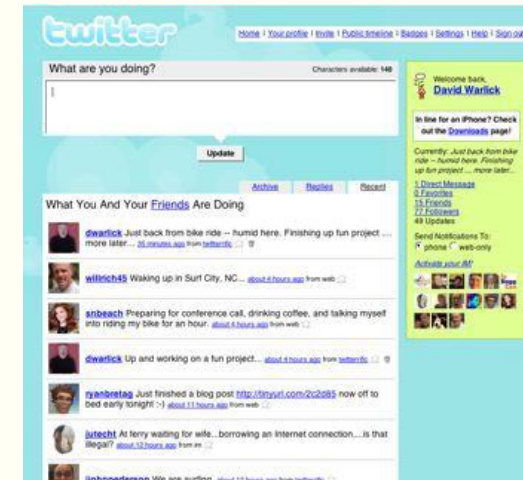 twitter
Home | Your profile | Invite | Public timeline | Badges | Settings | Help | Sign out
What are you doing?
Characters available: 140
Update
Archive Replies Recent
What You And Your Friends Are Doing
dwarlick Just back from bike ride -- humid here. Finishing up fun project ....
more later... 35 minutes ago from twitterrific
willrich45 Waking up in Surf City, NC... about 4 hours ago from web
snbeach Preparing for conference call, drinking coffee, and talking myself
into riding my bike for an hour. about 4 hours ago from web
dwarlick Up and working on a fun project... about 4 hours ago from twitterrific
ryanbretag Just finished a blog post http://tinyurl.com/2c2d85 now off to
bed early tonight :-) about 11 hours ago from web
jutecht At ferry waiting for wife...borrowing an Internet connection....is that
illegal? about 12 hours ago from im
We are surfing.
Welcome back,
David Warlick
In line for an iPhone? Check
out the Downloads page!
Currently: Just back from bike
ride -- humid here. Finishing
up fun project .... more later...
1 Direct Message
0 Favorites
15 Friends
77 Followers
49 Updates
Send Notifications To:
phone web-only
Activate your IM!